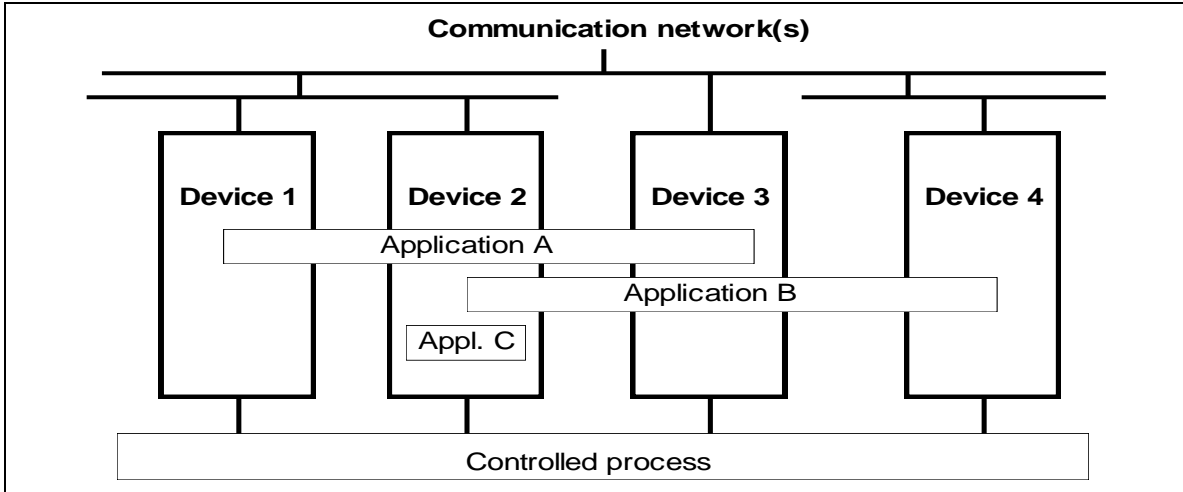 Communication network(s)
Device 1
Device 2
Device 3
Device 4
Application A
Application B
Appl. C
Controlled process